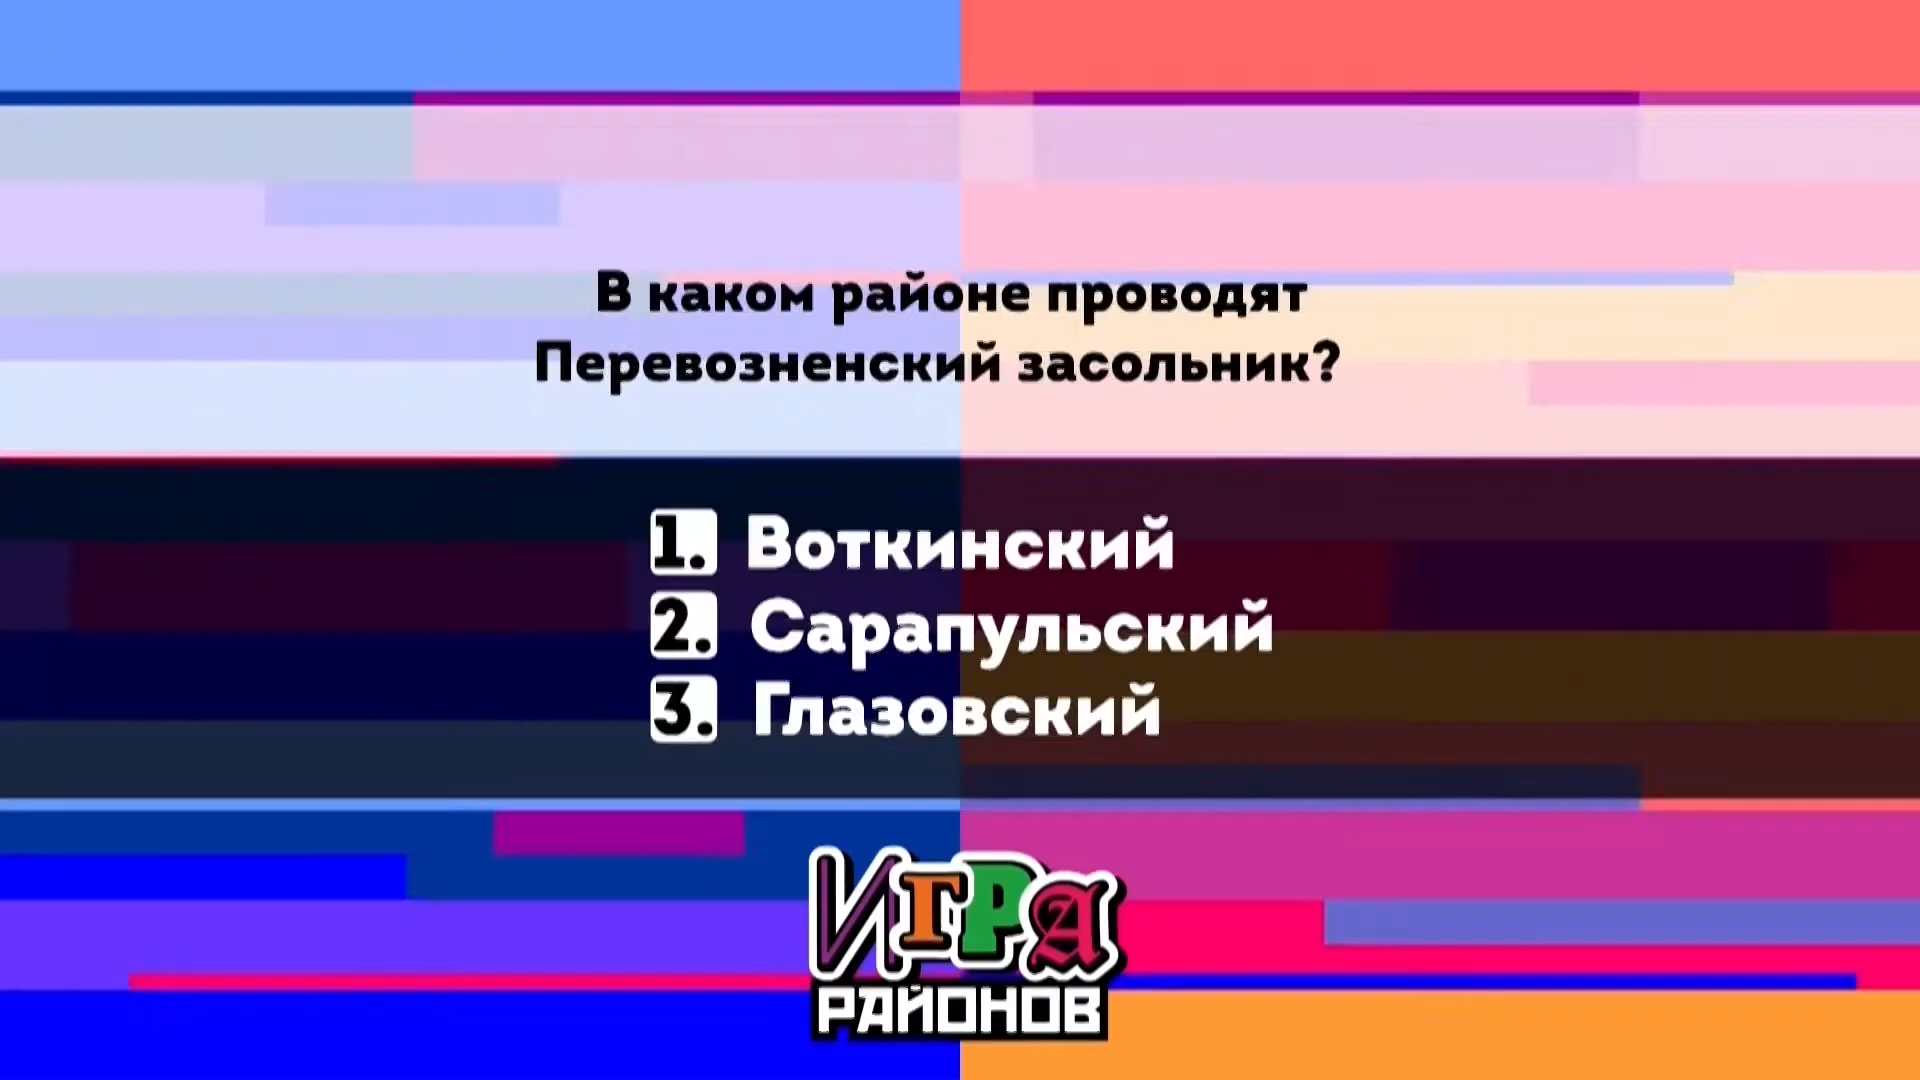 В каком районе проводят
Перевозненский засольник?
1. Воткинский
2. Сарапульский
3. Глазовский
ИГРА
РАЙОНОВ